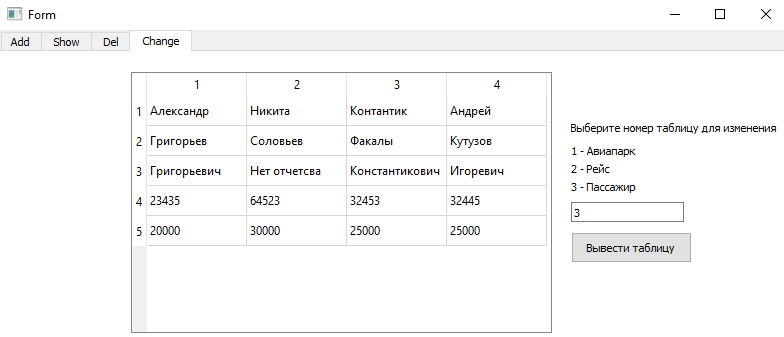 Form
Add Show Del Change
1 2 3 4
1 Александр Никита Контантик Андрей
2 Григорьев Соловьев Факалы Кутузов
3 Григорьевич Нет отчетсва Константикович Игоревич
4 23435 64523 32453 32445
5 20000 30000 25000 25000
Выберите номер таблицу для изменения
1 - Авиапарк
2 - Рейс
3 - Пассажир
3
Вывести таблицу